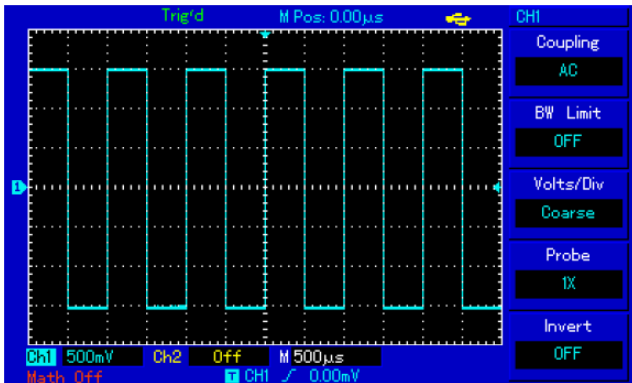 Trig'd M Pos: 0.00µs CH1
Coupling
AC
BW Limit
OFF
Volts/Div
Coarse
Probe
1X
Invert
OFF
1
Ch1 500mV Ch2 Off M 500µs
Math Off T CH1 0.00mV